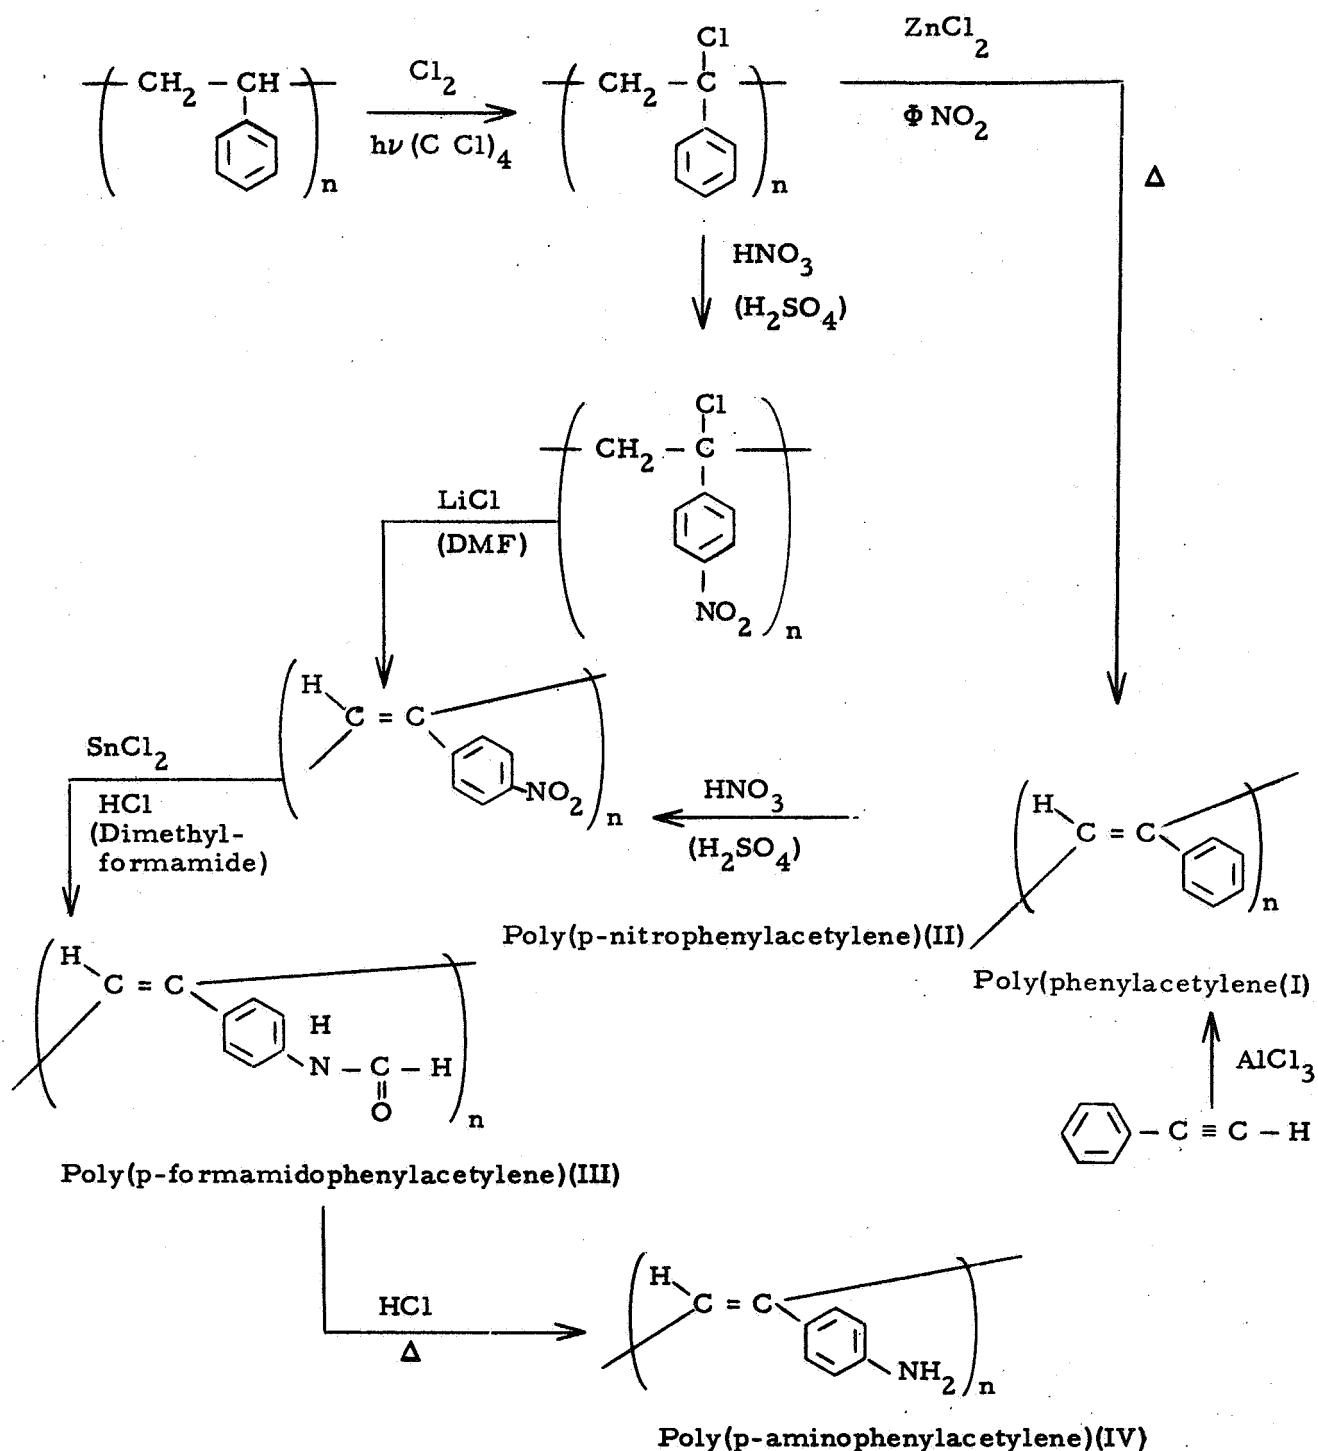 Cl
ZnCl2
CH2 – CH
Cl2
CH2 – C
n
hν (C Cl)4
n
Φ NO2
Δ
HNO3
(H2SO4)
Cl
CH2 – C
LiCl
(DMF)
NO2
n
H
C = C
NO2
n
SnCl2
HCl
(Dimethyl-
formamide)
HNO3
(H2SO4)
H
C = C
n
Poly(p-nitrophenylacetylene)(II)
Poly(phenylacetylene(I)
H
C = C
H
N – C – H
O
n
AlCl3
C ≡ C – H
Poly(p-formamidophenylacetylene)(III)
HCl
Δ
H
C = C
NH2
n
Poly(p-aminophenylacetylene)(IV)